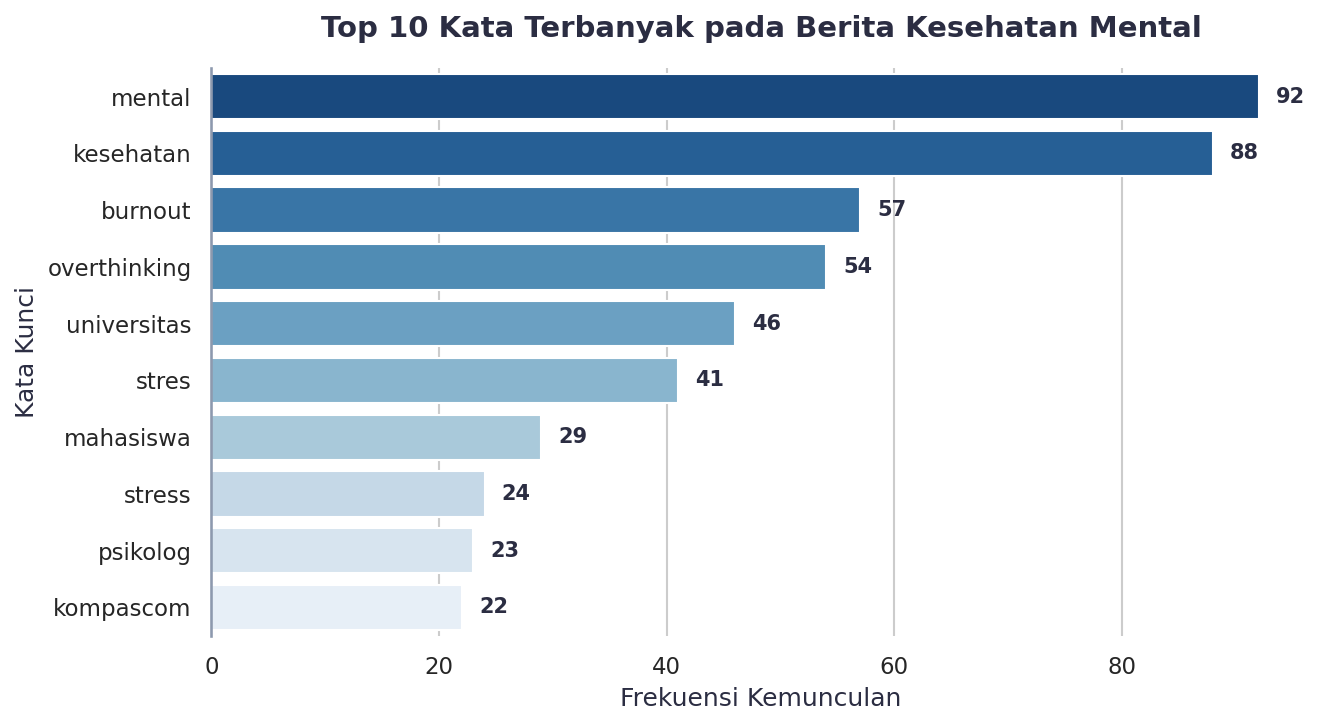 Top 10 Kata Terbanyak pada Berita Kesehatan Mental
mental 92
kesehatan 88
burnout 57
overthinking 54
universitas 46
stres 41
mahasiswa 29
stress 24
psikolog 23
kompascom 22
Kata Kunci
0 20 40 60 80
Frekuensi Kemunculan